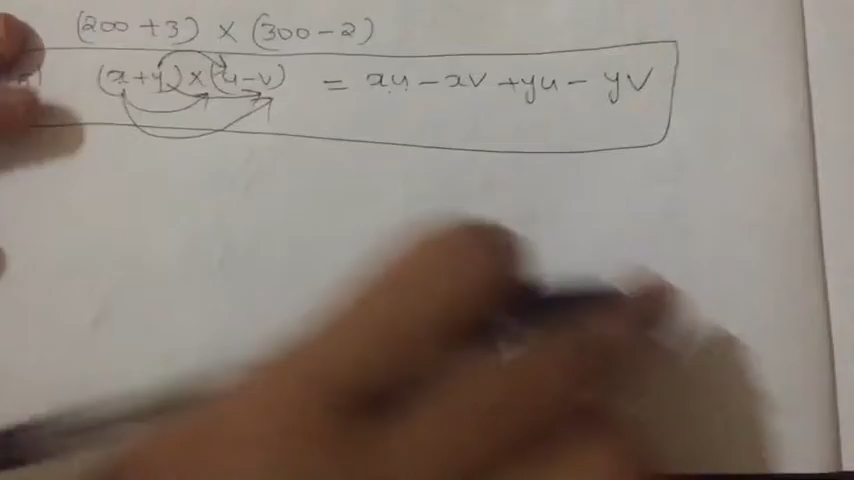 (200 + 3) × (300 - 2)
(x+y) × (u-v) = xu - xv + yu - yv